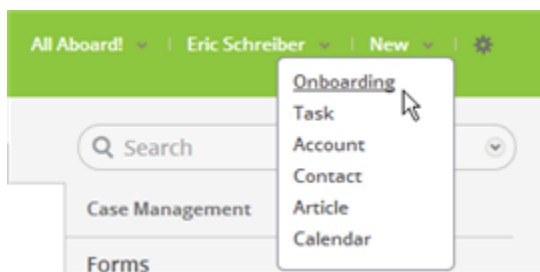 All Aboard! Eric Schreiber New
Onboarding
Task
Search
Account
Contact
Case Management
Article
Calendar
Forms